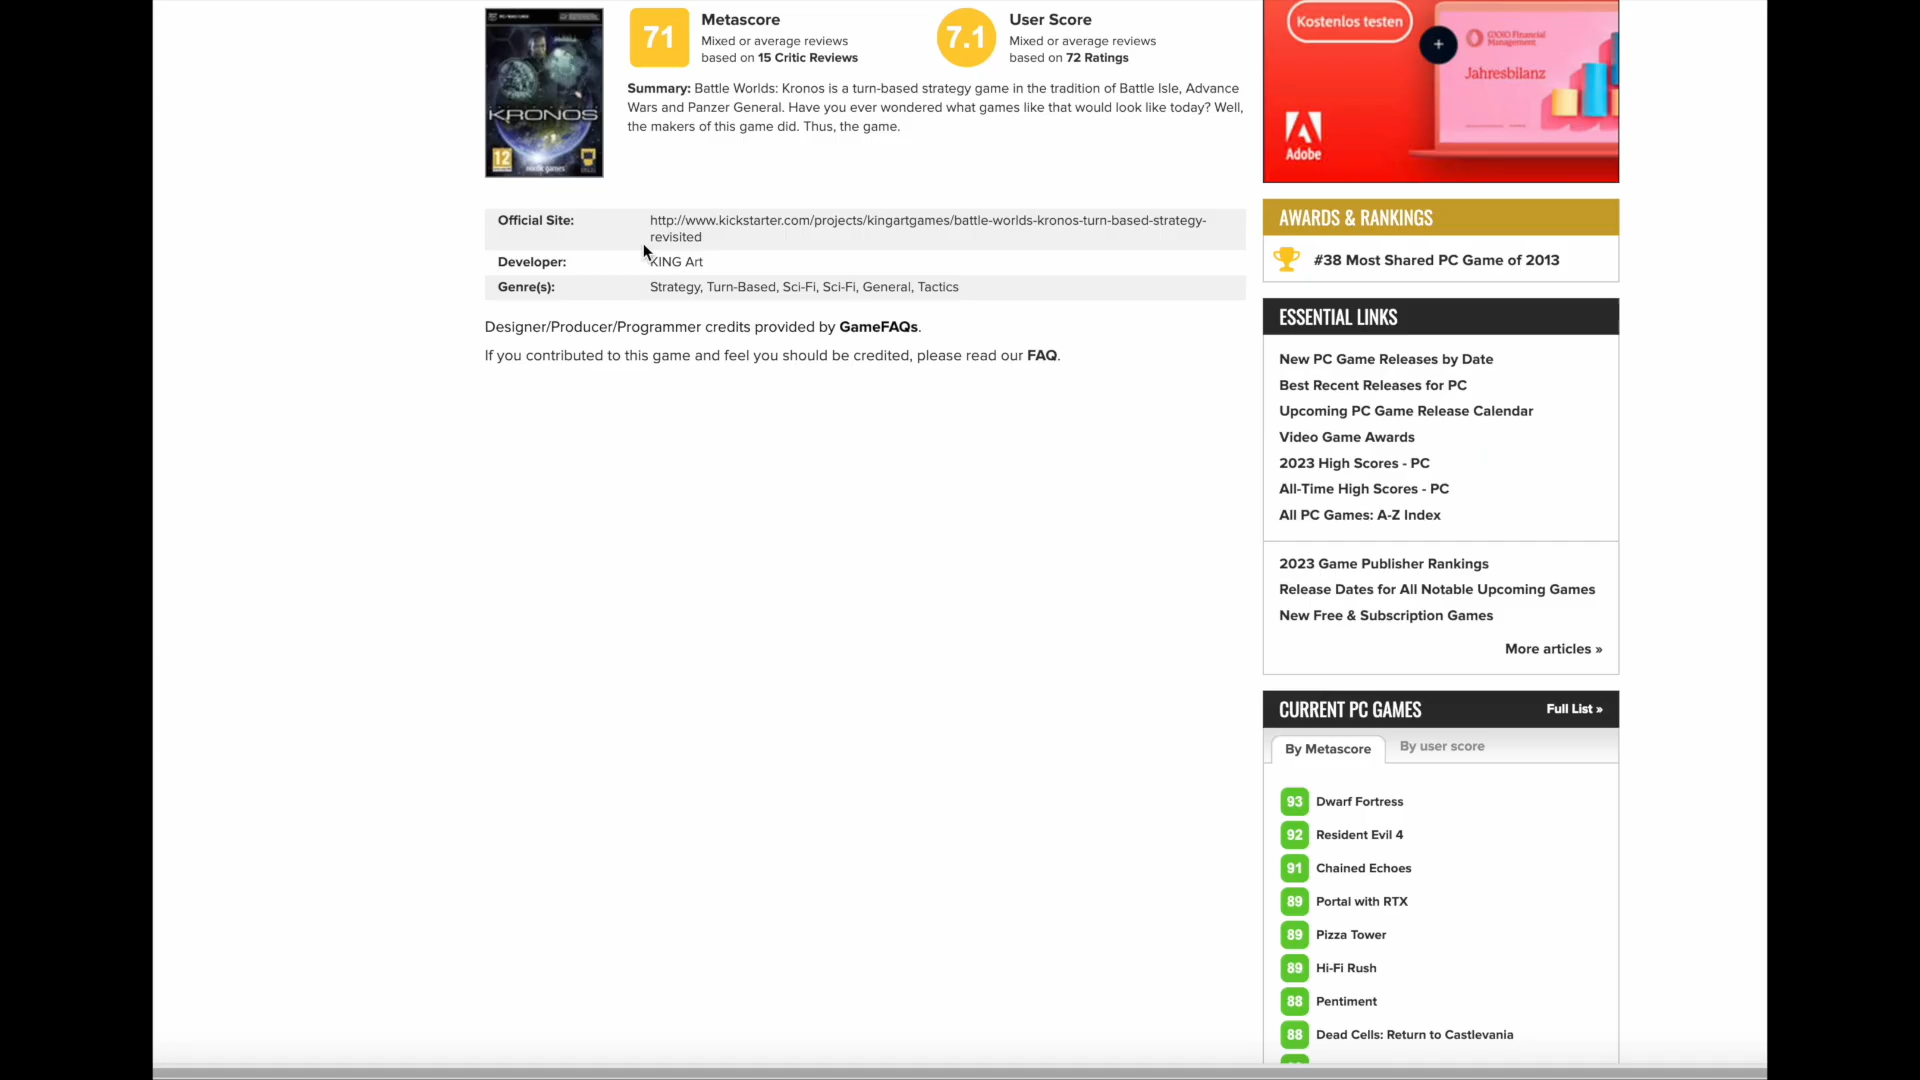 71
Metascore
Mixed or average reviews
based on 15 Critic Reviews
7.1
User Score
Mixed or average reviews
based on 72 Ratings
Summary: Battle Worlds: Kronos is a turn-based strategy game in the tradition of Battle Isle, Advance
Wars and Panzer General. Have you ever wondered what games like that would look like today? Well,
the makers of this game did. Thus, the game.
KRONOS
12
Official Site:
http://www.kickstarter.com/projects/kingartgames/battle-worlds-kronos-turn-based-strategy-
revisited
Developer:
KING Art
Genre(s):
Strategy, Turn-Based, Sci-Fi, Sci-Fi, General, Tactics
Designer/Producer/Programmer credits provided by GameFAQs.
If you contributed to this game and feel you should be credited, please read our FAQ.
Kostenlos testen
+
GXXO Financial
Management
Jahresbilanz
Adobe
AWARDS & RANKINGS
#38 Most Shared PC Game of 2013
ESSENTIAL LINKS
New PC Game Releases by Date
Best Recent Releases for PC
Upcoming PC Game Release Calendar
Video Game Awards
2023 High Scores - PC
All-Time High Scores - PC
All PC Games: A-Z Index
2023 Game Publisher Rankings
Release Dates for All Notable Upcoming Games
New Free & Subscription Games
More articles »
CURRENT PC GAMES
Full List »
By Metascore
By user score
93 Dwarf Fortress
92 Resident Evil 4
91 Chained Echoes
89 Portal with RTX
89 Pizza Tower
89 Hi-Fi Rush
88 Pentiment
88 Dead Cells: Return to Castlevania